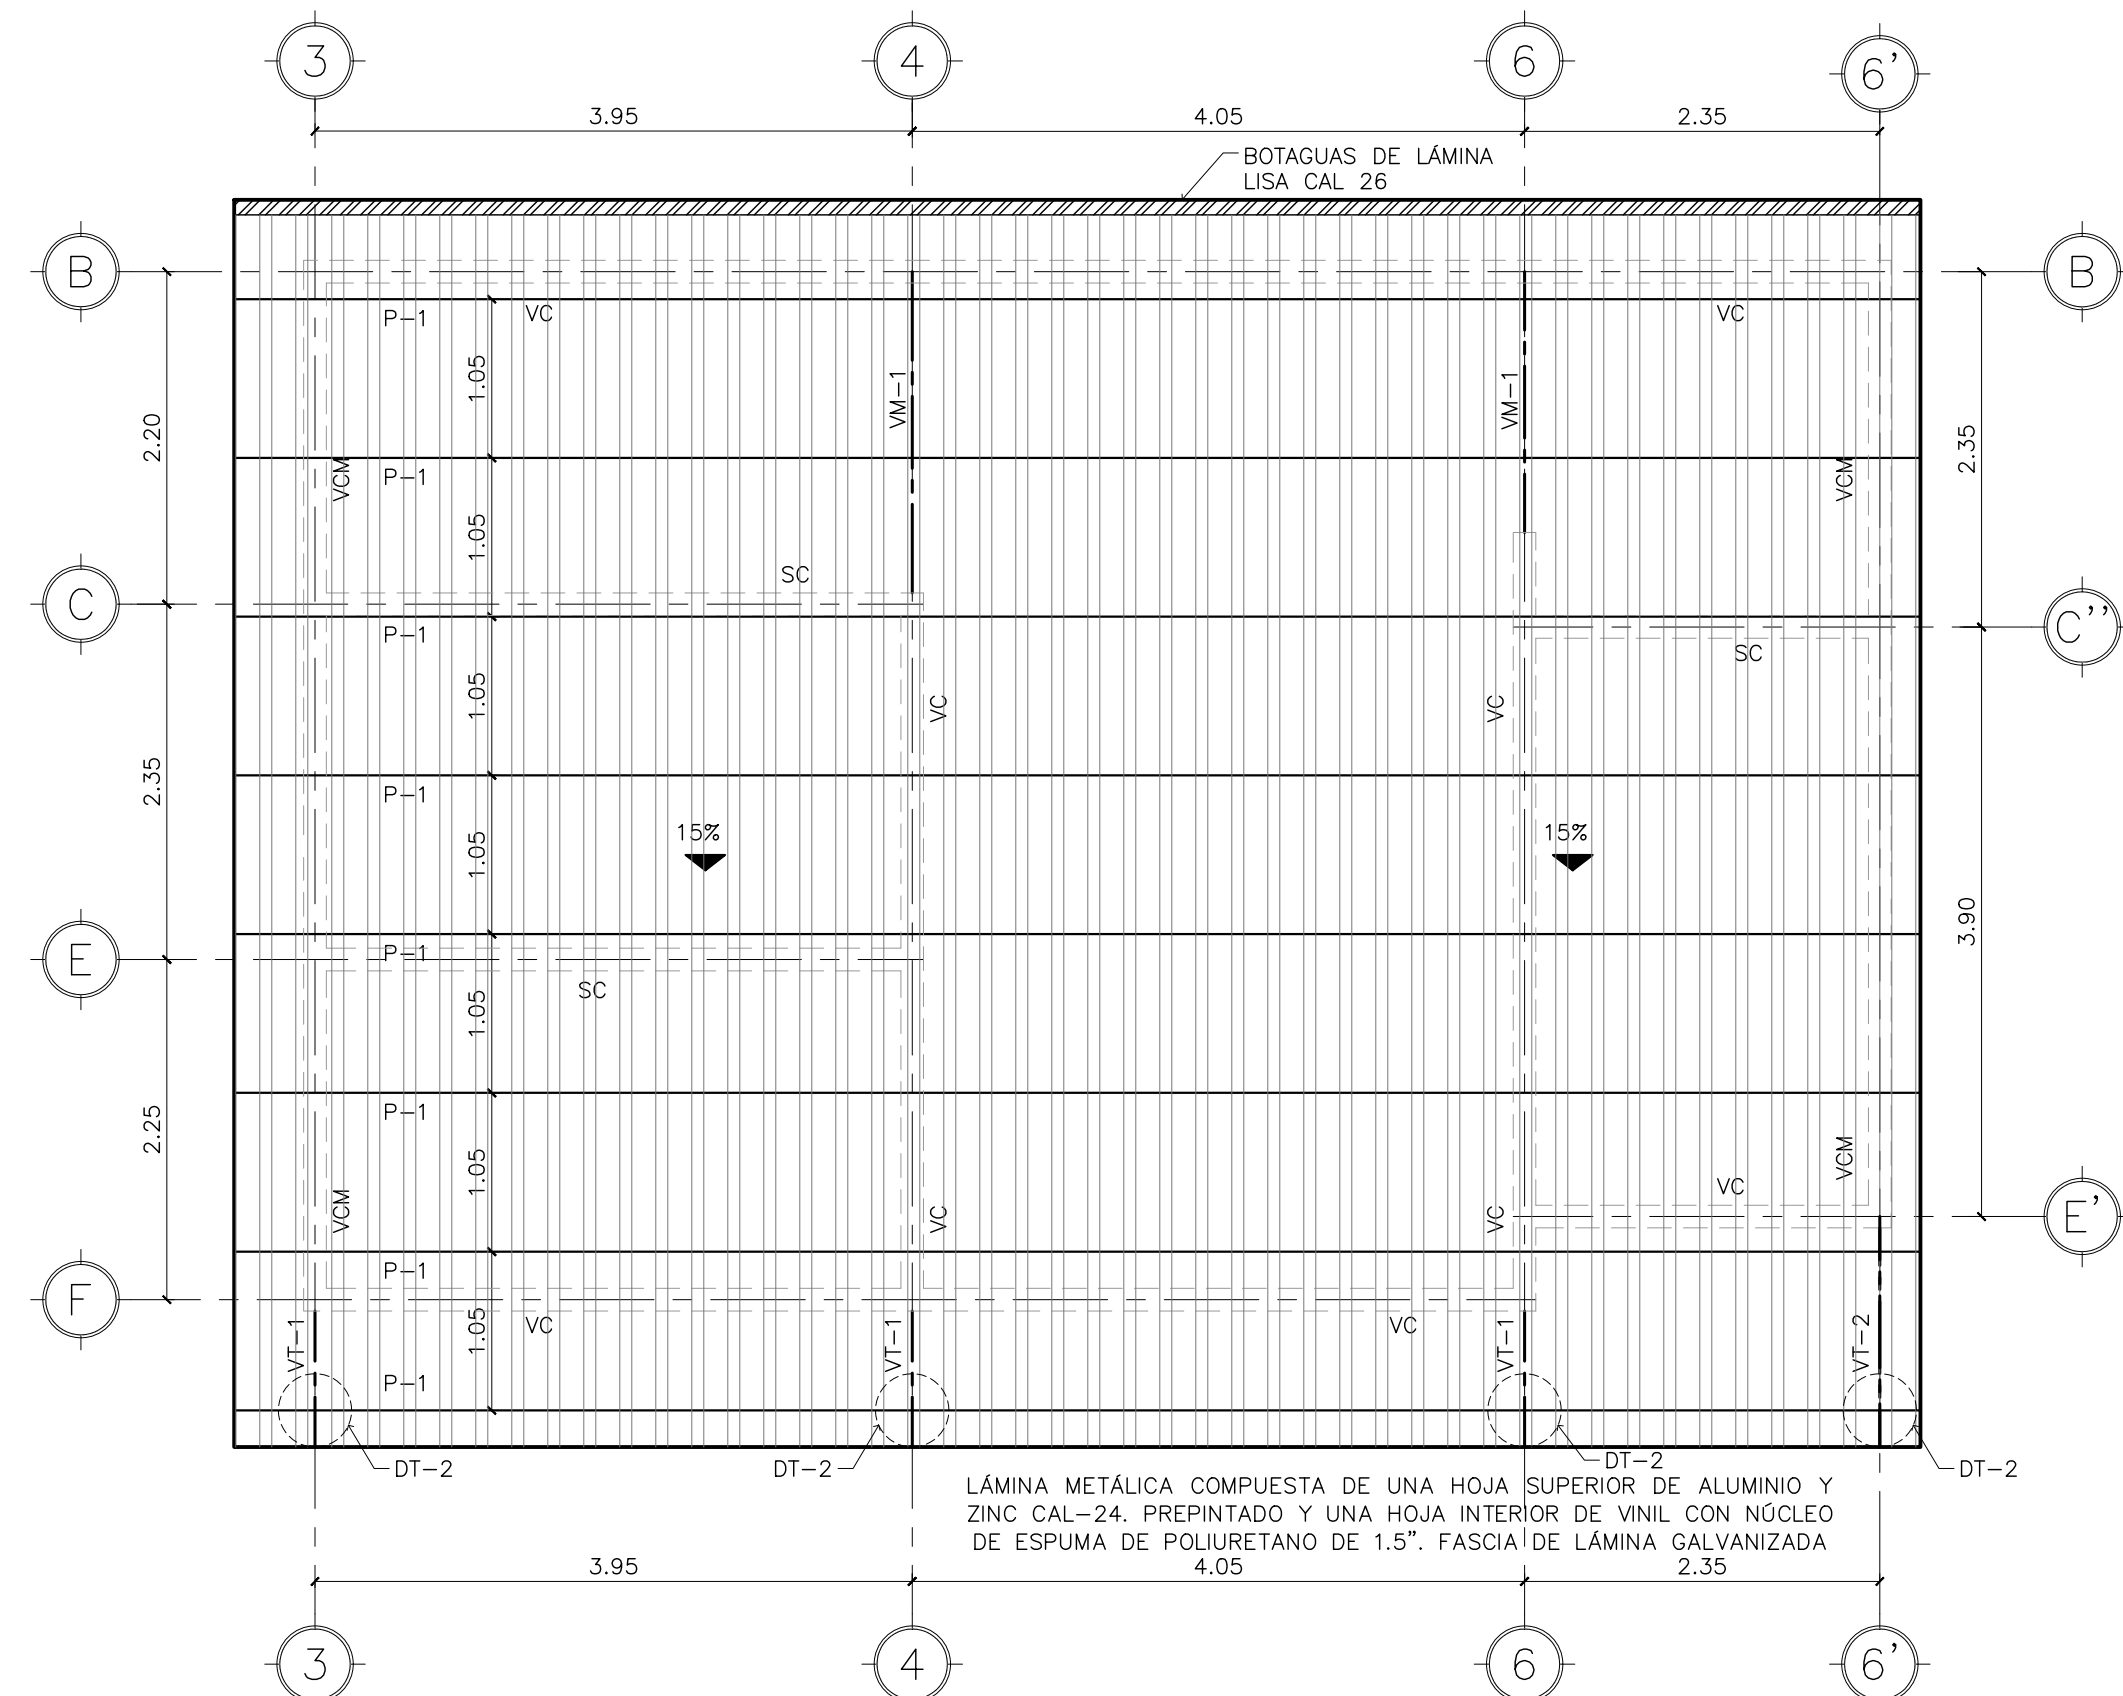 3
4
6
6'
3.95
4.05
2.35
BOTAGUAS DE LÁMINA
LISA CAL 26
B
B
P-1
VC
VC
1.05
VM-1
VM-1
2.20
2.35
VCM
P-1
VCM
1.05
SC
C
C''
P-1
SC
1.05
VC
VC
2.35
P-1
15%
15%
1.05
3.90
E
P-1
SC
1.05
P-1
2.25
VCM
1.05
VC
VC
VCM
VC
E'
P-1
F
VT-1
1.05
VC
VT-1
VC
VT-1
VT-2
P-1
DT-2
DT-2
DT-2
DT-2
LÁMINA METÁLICA COMPUESTA DE UNA HOJA SUPERIOR DE ALUMINIO Y
ZINC CAL-24. PREPINTADO Y UNA HOJA INTERIOR DE VINIL CON NÚCLEO
DE ESPUMA DE POLIURETANO DE 1.5". FASCIA DE LÁMINA GALVANIZADA
3.95
4.05
2.35
3
4
6
6'